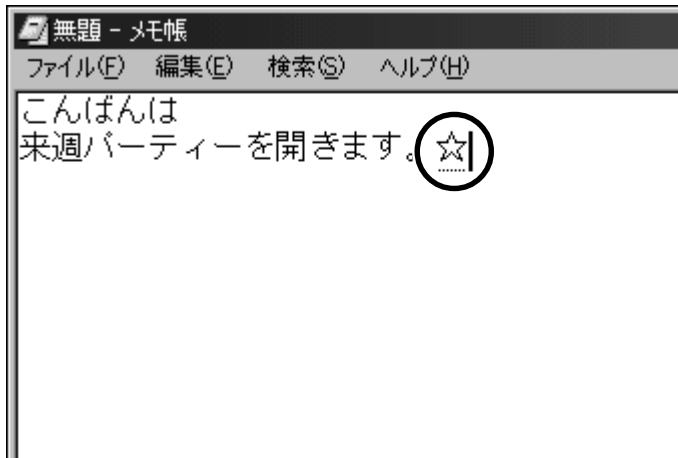 無題 - メモ帳
ファイル(F) 編集(E) 検索(S) ヘルプ(H)
こんばんは
来週パーティーを開きます。☆